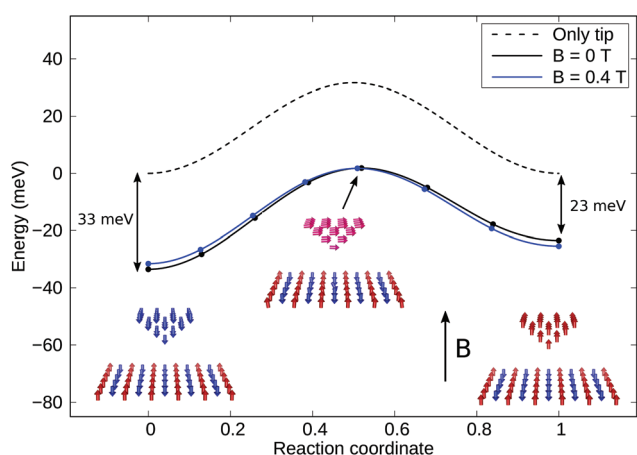 Only tip
B = 0 T
B = 0.4 T
40
20
0
−20
−40
−60
−80
Energy (meV)
33 meV
23 meV
B
0
0.2
0.4
0.6
0.8
1
Reaction coordinate